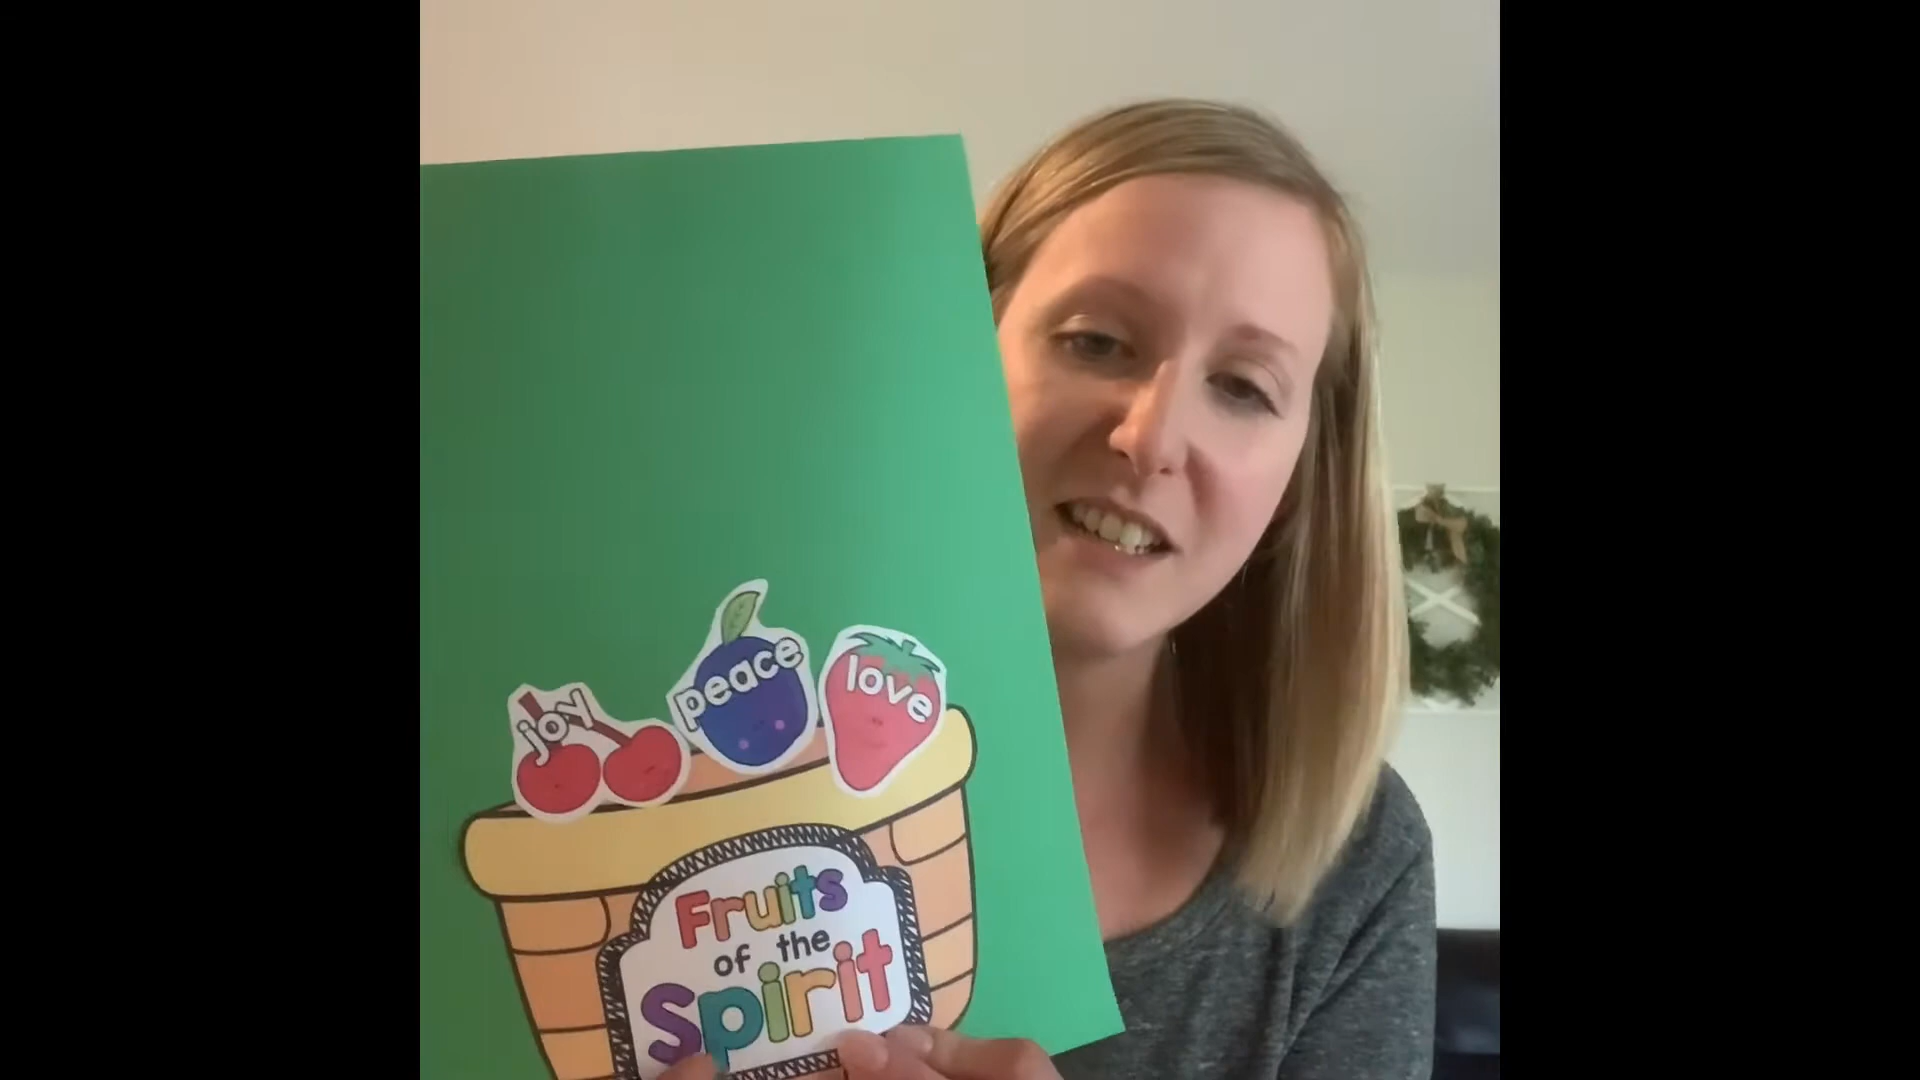 joy
peace
love
Fruits
of the
Spirit